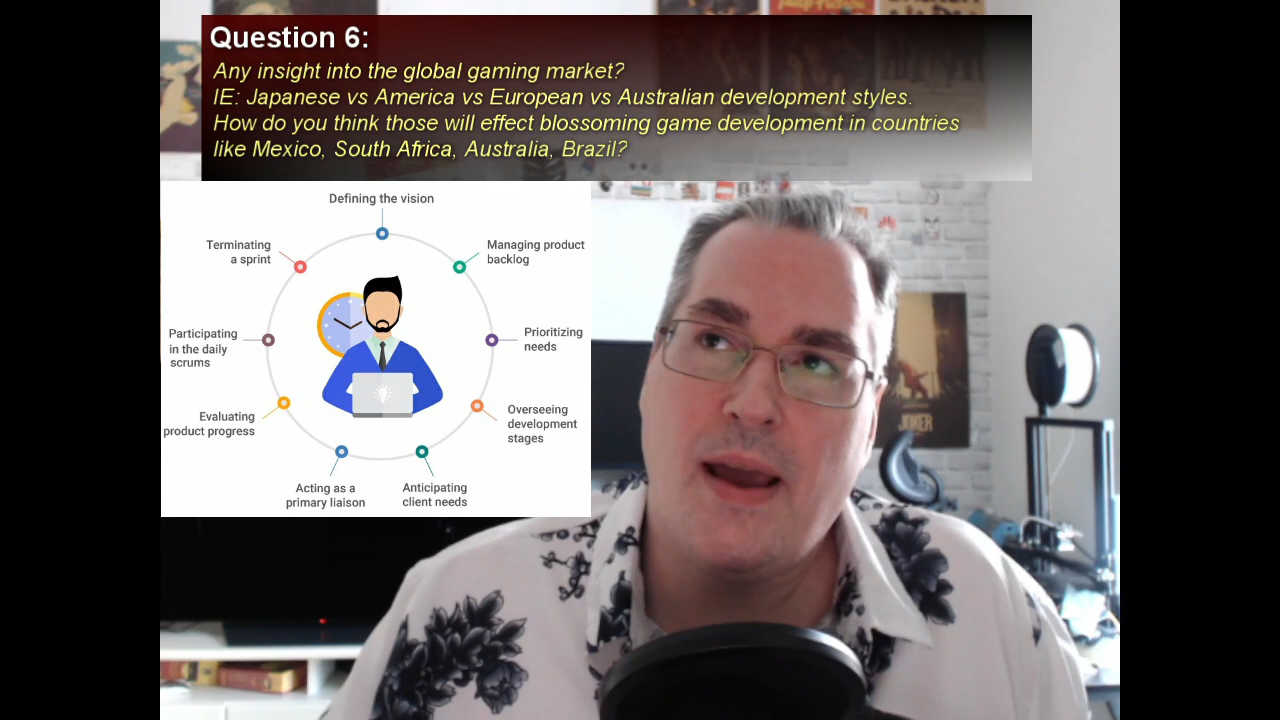 Question 6:
Any insight into the global gaming market?
IE: Japanese vs America vs European vs Australian development styles.
How do you think those will effect blossoming game development in countries
like Mexico, South Africa, Australia, Brazil?
Defining the vision
Terminating
a sprint
Managing product
backlog
Participating
in the daily
scrums
Prioritizing
needs
Evaluating
product progress
Overseeing
development
stages
Acting as a
primary liaison
Anticipating
client needs
JOKER